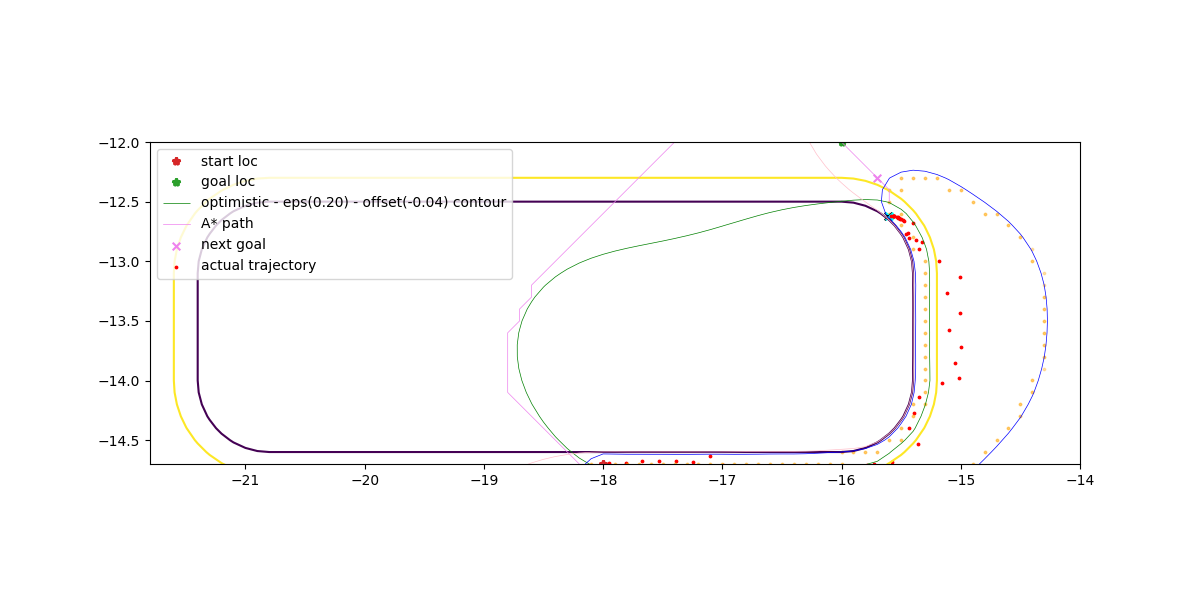 −12.0
−12.5
−13.0
−13.5
−14.0
−14.5
start loc
goal loc
optimistic - eps(0.20) - offset(-0.04) contour
A* path
next goal
actual trajectory
−21 −20 −19 −18 −17 −16 −15 −14